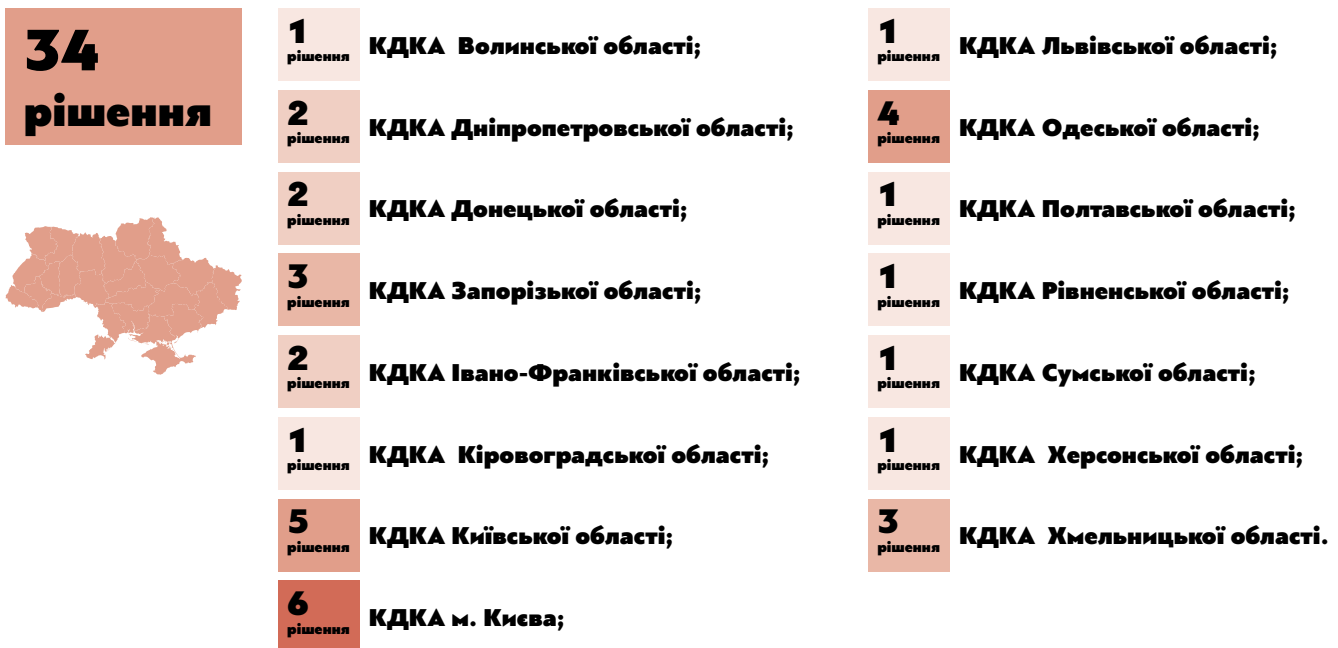 34
рішення
1
рішення
КДКА Волинської області;
2
рішення
КДКА Дніпропетровської області;
2
рішення
КДКА Донецької області;
3
рішення
КДКА Запорізької області;
2
рішення
КДКА Івано-Франківської області;
1
рішення
КДКА Кіровоградської області;
5
рішення
КДКА Київської області;
6
рішення
КДКА м. Києва;
1
рішення
КДКА Львівської області;
4
рішення
КДКА Одеської області;
1
рішення
КДКА Полтавської області;
1
рішення
КДКА Рівненської області;
1
рішення
КДКА Сумської області;
1
рішення
КДКА Херсонської області;
3
рішення
КДКА Хмельницької області.